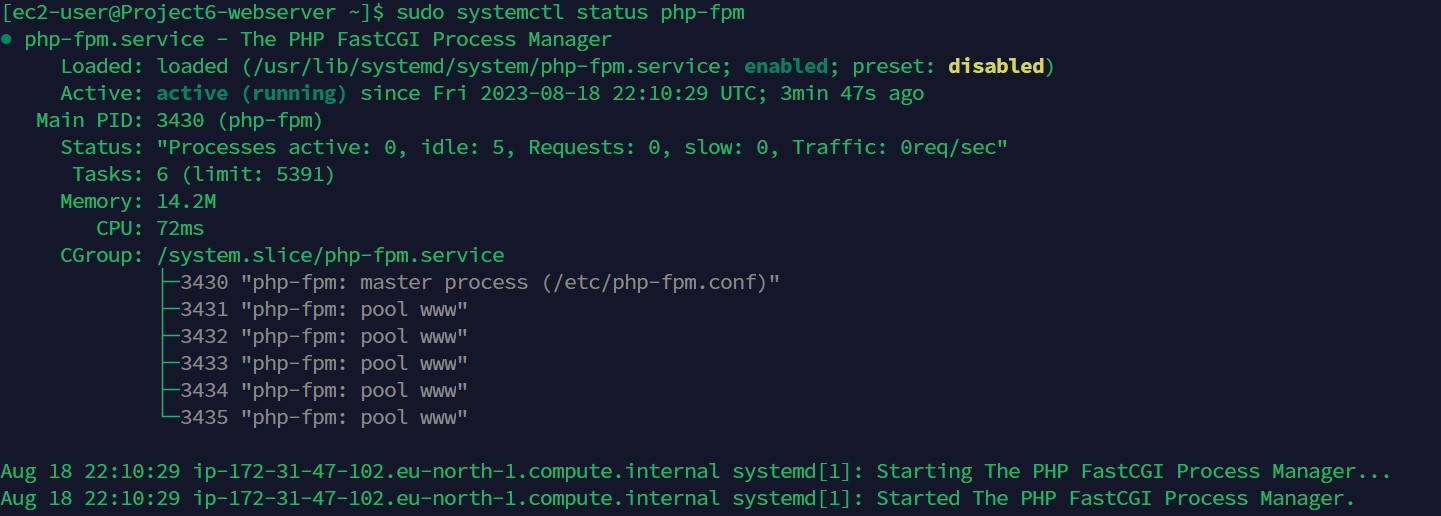 [ec2-user@Project6-webserver ~]$ sudo systemctl status php-fpm
● php-fpm.service - The PHP FastCGI Process Manager
     Loaded: loaded (/usr/lib/systemd/system/php-fpm.service; enabled; preset: disabled)
     Active: active (running) since Fri 2023-08-18 22:10:29 UTC; 3min 47s ago
   Main PID: 3430 (php-fpm)
     Status: "Processes active: 0, idle: 5, Requests: 0, slow: 0, Traffic: 0req/sec"
      Tasks: 6 (limit: 5391)
     Memory: 14.2M
        CPU: 72ms
     CGroup: /system.slice/php-fpm.service
             ├─3430 "php-fpm: master process (/etc/php-fpm.conf)"
             ├─3431 "php-fpm: pool www"
             ├─3432 "php-fpm: pool www"
             ├─3433 "php-fpm: pool www"
             ├─3434 "php-fpm: pool www"
             └─3435 "php-fpm: pool www"

Aug 18 22:10:29 ip-172-31-47-102.eu-north-1.compute.internal systemd[1]: Starting The PHP FastCGI Process Manager...
Aug 18 22:10:29 ip-172-31-47-102.eu-north-1.compute.internal systemd[1]: Started The PHP FastCGI Process Manager.